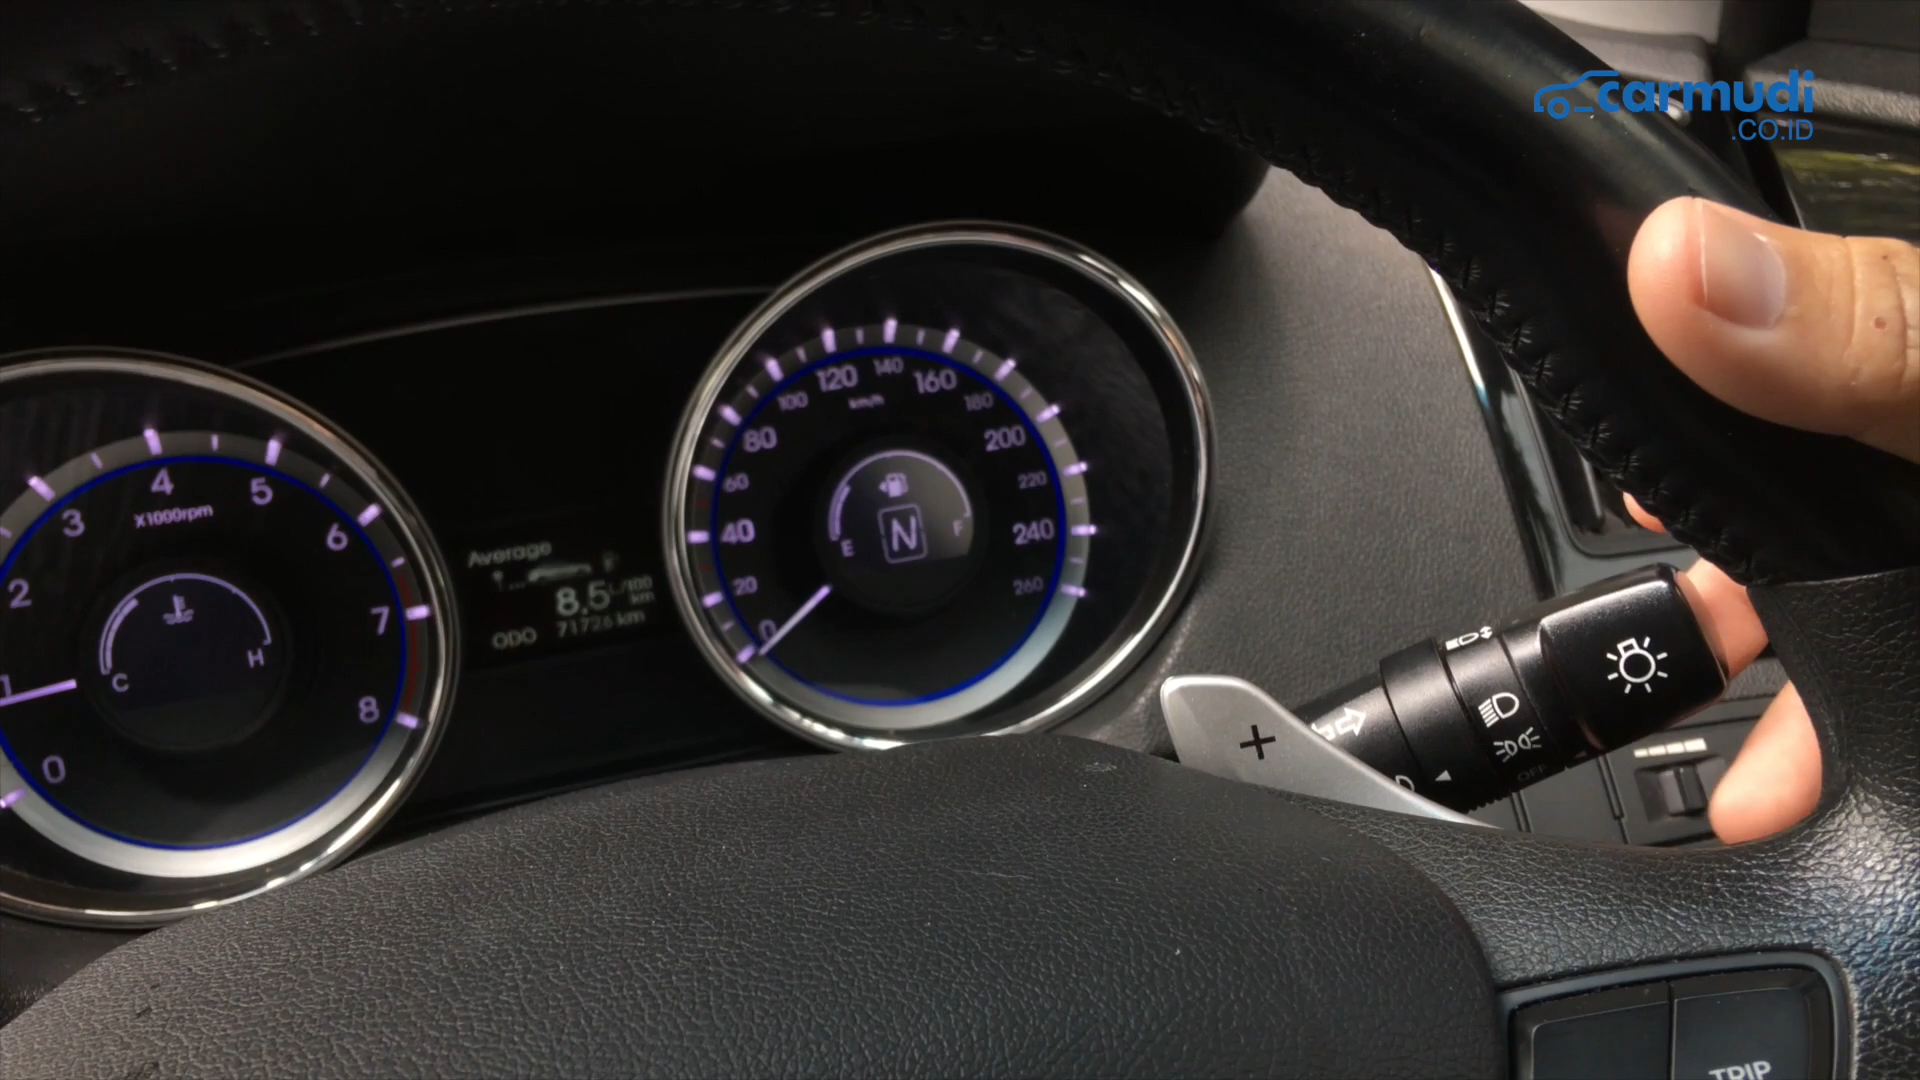 carmudi
.CO.ID
0
1
2
3
4
5
6
7
8
X1000rpm
C
H
Average
8.5 L/100 km
ODO 71726 km
0
20
40
60
80
100
120
140
160
180
200
220
240
260
km/h
E
F
N
+
OFF
TRIP